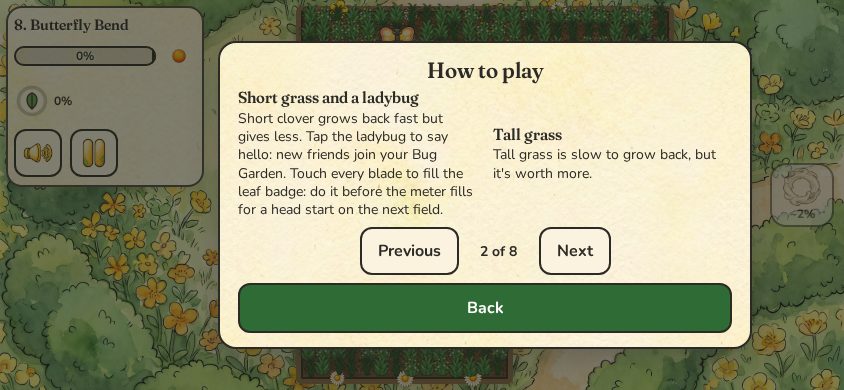 8. Butterfly Bend
0%
0%
How to play
Short grass and a ladybug
Short clover grows back fast but
gives less. Tap the ladybug to say
hello: new friends join your Bug
Garden. Touch every blade to fill the
leaf badge: do it before the meter fills
for a head start on the next field.
Tall grass
Tall grass is slow to grow back, but
it's worth more.
Previous
2 of 8
Next
Back
-2%